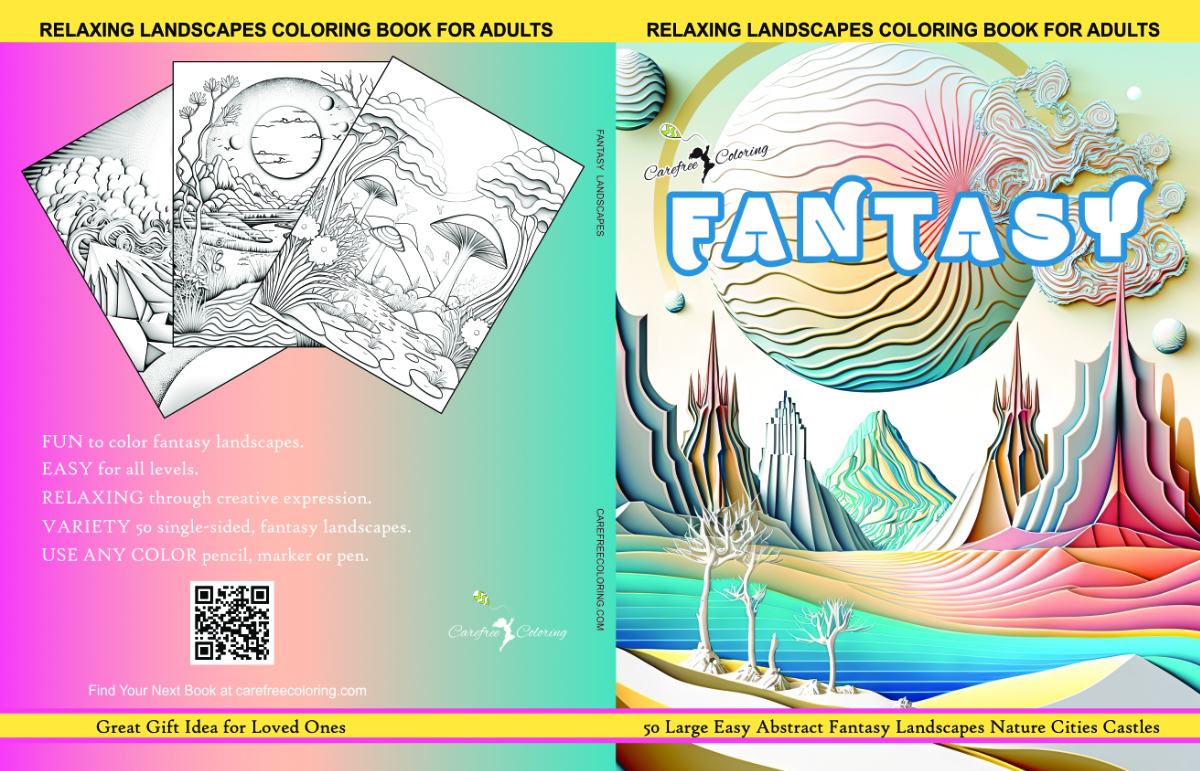 RELAXING LANDSCAPES COLORING BOOK FOR ADULTS
FUN to color fantasy landscapes.
EASY for all levels.
RELAXING through creative expression.
VARIETY 50 single-sided, fantasy landscapes.
USE ANY COLOR pencil, marker or pen.
Carefree Coloring
Find Your Next Book at carefreecoloring.com
Great Gift Idea for Loved Ones
FANTASY LANDSCAPES
CAREFREECOLORING.COM
RELAXING LANDSCAPES COLORING BOOK FOR ADULTS
Carefree Coloring
FANTASY
50 Large Easy Abstract Fantasy Landscapes Nature Cities Castles